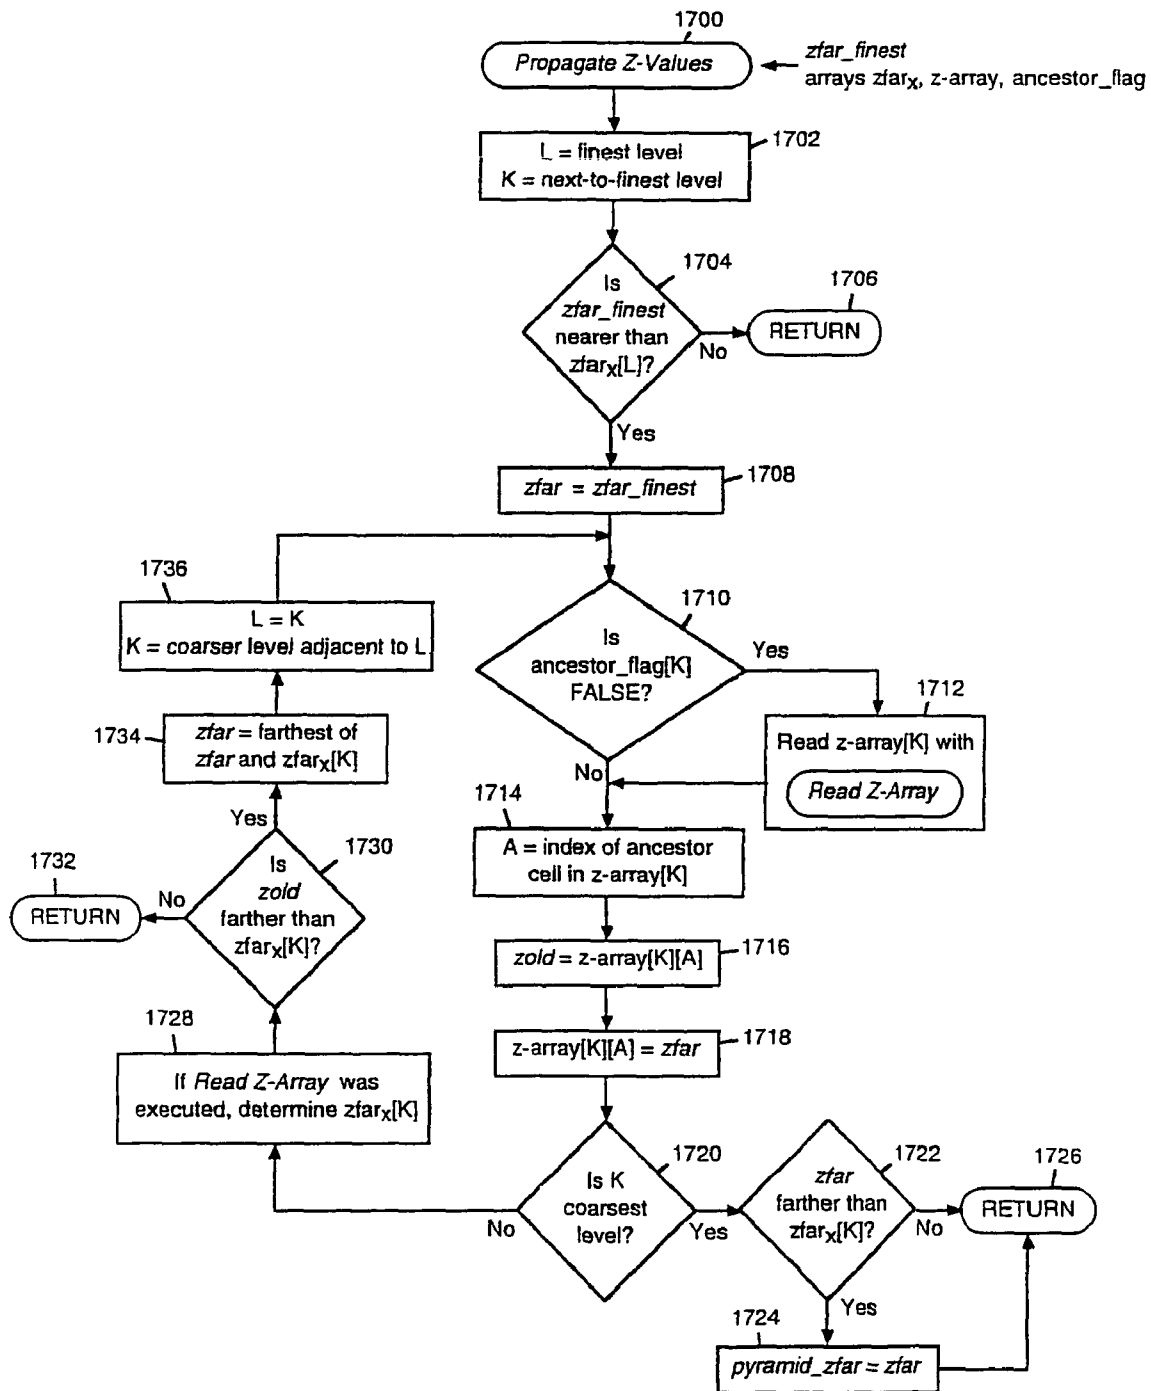 1700
Propagate Z-Values
zfar_finest
arrays zfarx, z-array, ancestor_flag
1702
L = finest level
K = next-to-finest level
1704
Is
zfar_finest
nearer than
zfarx[L]?
No
1706
RETURN
Yes
1708
zfar = zfar_finest
1736
L = K
K = coarser level adjacent to L
1710
Is
ancestor_flag[K]
FALSE?
Yes
No
1712
Read z-array[K] with
Read Z-Array
1734
zfar = farthest of
zfar and zfarx[K]
Yes
1714
A = index of ancestor
cell in z-array[K]
1730
Is
zold
farther than
zfarx[K]?
No
1732
RETURN
1716
zold = z-array[K][A]
1718
z-array[K][A] = zfar
1728
If Read Z-Array was
executed, determine zfarx[K]
1720
Is K
coarsest
level?
No
Yes
1722
zfar
farther than
zfarx[K]?
No
1726
RETURN
Yes
1724
pyramid_zfar = zfar